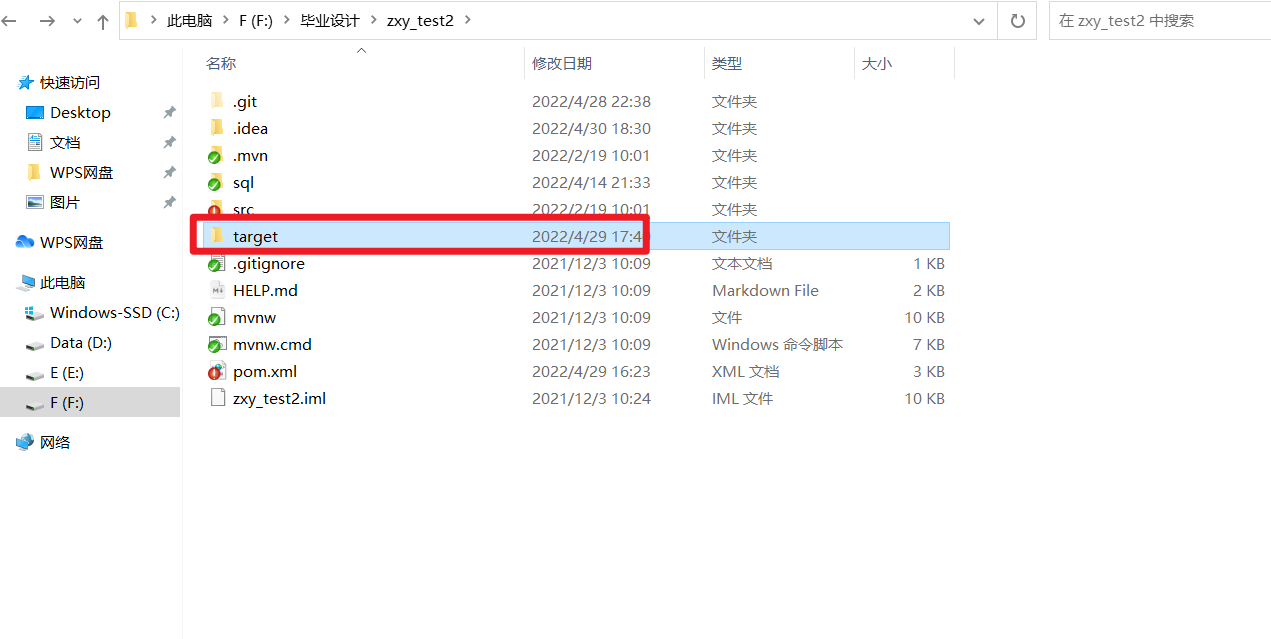 此电脑 F (F:) 毕业设计 zxy_test2 在 zxy_test2 中搜索
名称 修改日期 类型 大小
快速访问
Desktop
文档
WPS网盘
图片
WPS网盘
此电脑
Windows-SSD (C:)
Data (D:)
E (E:)
F (F:)
网络
.git 2022/4/28 22:38 文件夹
.idea 2022/4/30 18:30 文件夹
.mvn 2022/2/19 10:01 文件夹
sql 2022/4/14 21:33 文件夹
src 2022/2/19 10:01 文件夹
target 2022/4/29 文件夹
.gitignore 2021/12/3 10:09 文本文档 1 KB
HELP.md 2021/12/3 10:09 Markdown File 2 KB
mvnw 2021/12/3 10:09 文件 10 KB
mvnw.cmd 2021/12/3 10:09 Windows 命令脚本 7 KB
pom.xml 2022/4/29 16:23 XML 文档 3 KB
zxy_test2.iml 2021/12/3 10:24 IML 文件 10 KB